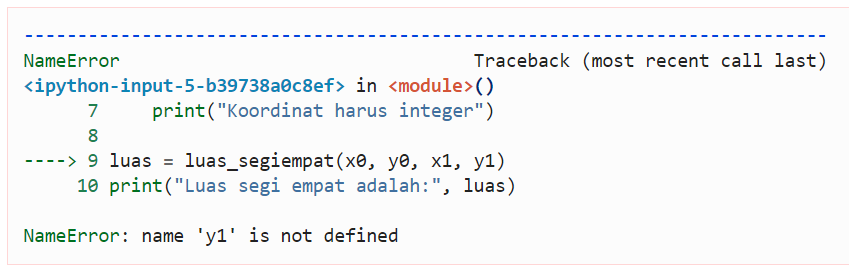 ---------------------------------------------------------------------------
NameError                                 Traceback (most recent call last)
<ipython-input-5-b39738a0c8ef> in <module>()
      7     print("Koordinat harus integer")
      8
----> 9 luas = luas_segiempat(x0, y0, x1, y1)
     10 print("Luas segi empat adalah:", luas)
NameError: name 'y1' is not defined